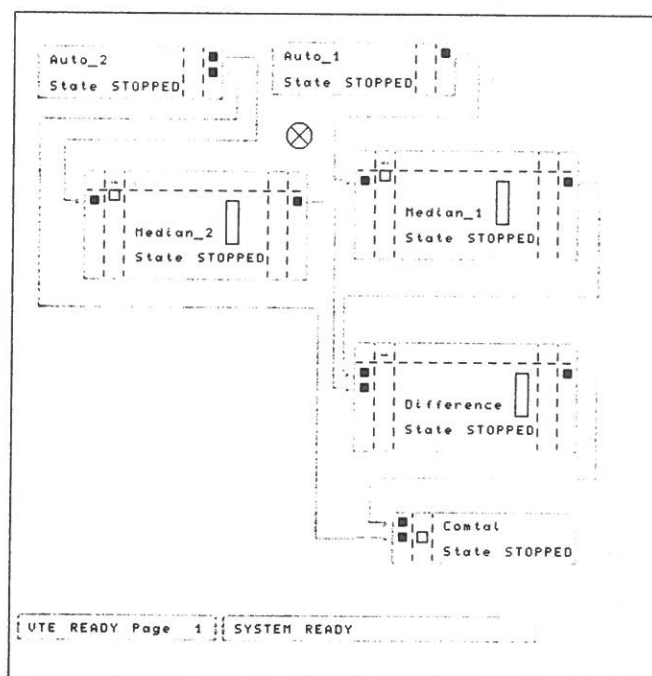 Auto_2
State STOPPED
Auto_1
State STOPPED
Median_2
State STOPPED
Median_1
State STOPPED
Difference
State STOPPED
Comtal
State STOPPED
VTE READY Page 1
SYSTEM READY